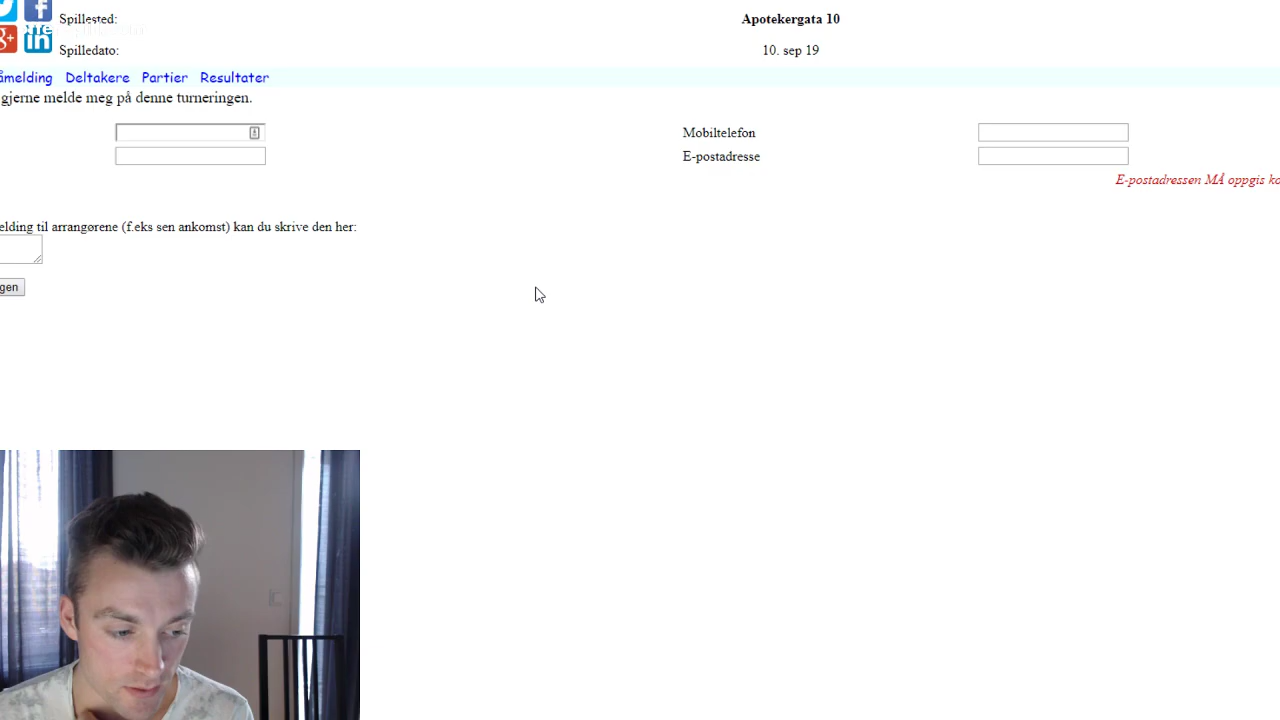 Spillested: Apotekergata 10
Spilledato: 10. sep 19
åmelding Deltakere Partier Resultater
gjerne melde meg på denne turneringen.
Mobiltelefon
E-postadresse
E-postadressen MÅ oppgis ko
elding til arrangørene (f.eks sen ankomst) kan du skrive den her:
gen